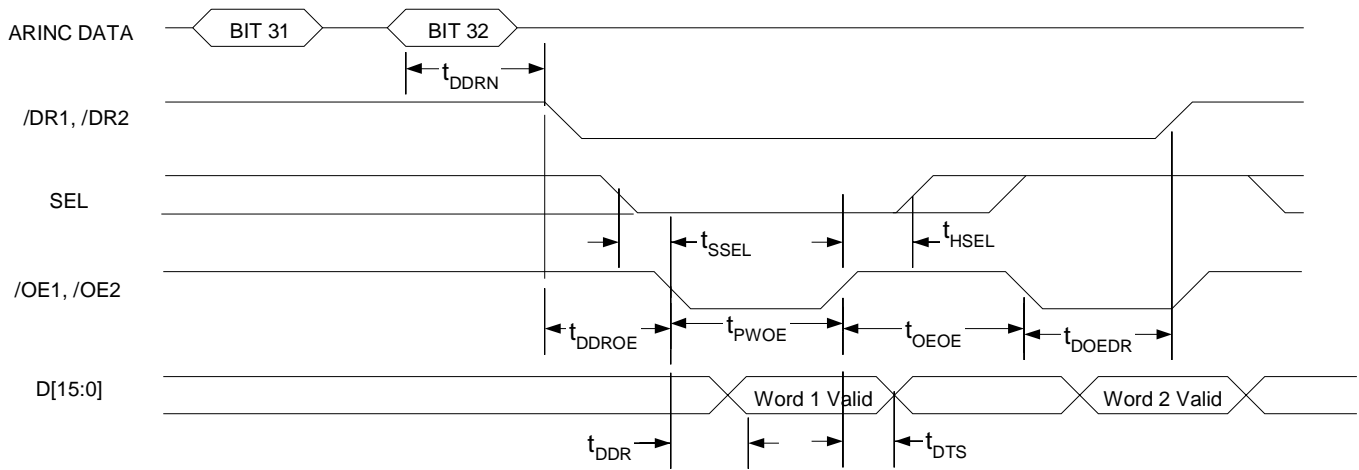 ARINC DATA
BIT 31
BIT 32
tDDRN
/DR1, /DR2
SEL
tSSEL
tHSEL
/OE1, /OE2
tDDROE
tPWOE
tOEOE
tDOEDR
D[15:0]
Word 1 Valid
Word 2 Valid
tDDR
tDTS